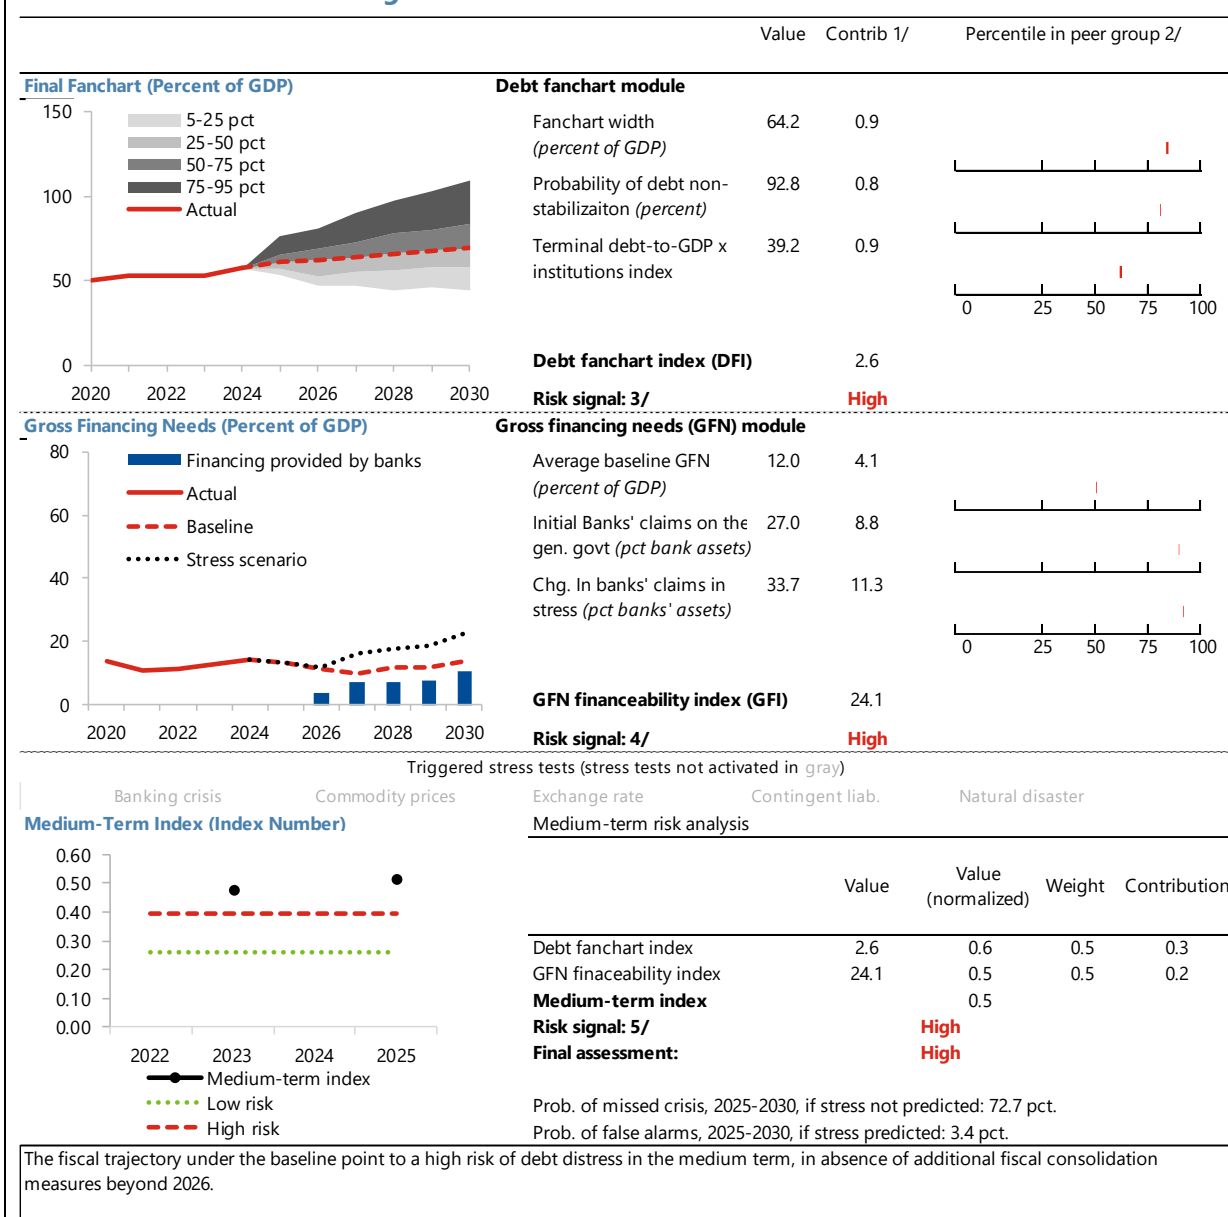 Value Contrib 1/ Percentile in peer group 2/
Final Fanchart (Percent of GDP)
150
100
50
0
5-25 pct
25-50 pct
50-75 pct
75-95 pct
Actual
2020 2022 2024 2026 2028 2030
Debt fanchart module
Fanchart width 64.2 0.9
(percent of GDP)
Probability of debt non- 92.8 0.8
stabilizaiton (percent)
Terminal debt-to-GDP x 39.2 0.9
institutions index
0 25 50 75 100
Debt fanchart index (DFI) 2.6
Risk signal: 3/ High
Gross Financing Needs (Percent of GDP)
80
60
40
20
0
Financing provided by banks
Actual
Baseline
Stress scenario
2020 2022 2024 2026 2028 2030
Gross financing needs (GFN) module
Average baseline GFN 12.0 4.1
(percent of GDP)
Initial Banks' claims on the 27.0 8.8
gen. govt (pct bank assets)
Chg. In banks' claims in 33.7 11.3
stress (pct banks' assets)
0 25 50 75 100
GFN financeability index (GFI) 24.1
Risk signal: 4/ High
Triggered stress tests (stress tests not activated in gray)
Banking crisis Commodity prices Exchange rate Contingent liab. Natural disaster
Medium-Term Index (Index Number)
0.60
0.50
0.40
0.30
0.20
0.10
0.00
2022 2023 2024 2025
Medium-term index
Low risk
High risk
Medium-term risk analysis
Value Value (normalized) Weight Contribution
Debt fanchart index 2.6 0.6 0.5 0.3
GFN finaceability index 24.1 0.5 0.5 0.2
Medium-term index 0.5
Risk signal: 5/ High
Final assessment: High
Prob. of missed crisis, 2025-2030, if stress not predicted: 72.7 pct.
Prob. of false alarms, 2025-2030, if stress predicted: 3.4 pct.
The fiscal trajectory under the baseline point to a high risk of debt distress in the medium term, in absence of additional fiscal consolidation
measures beyond 2026.